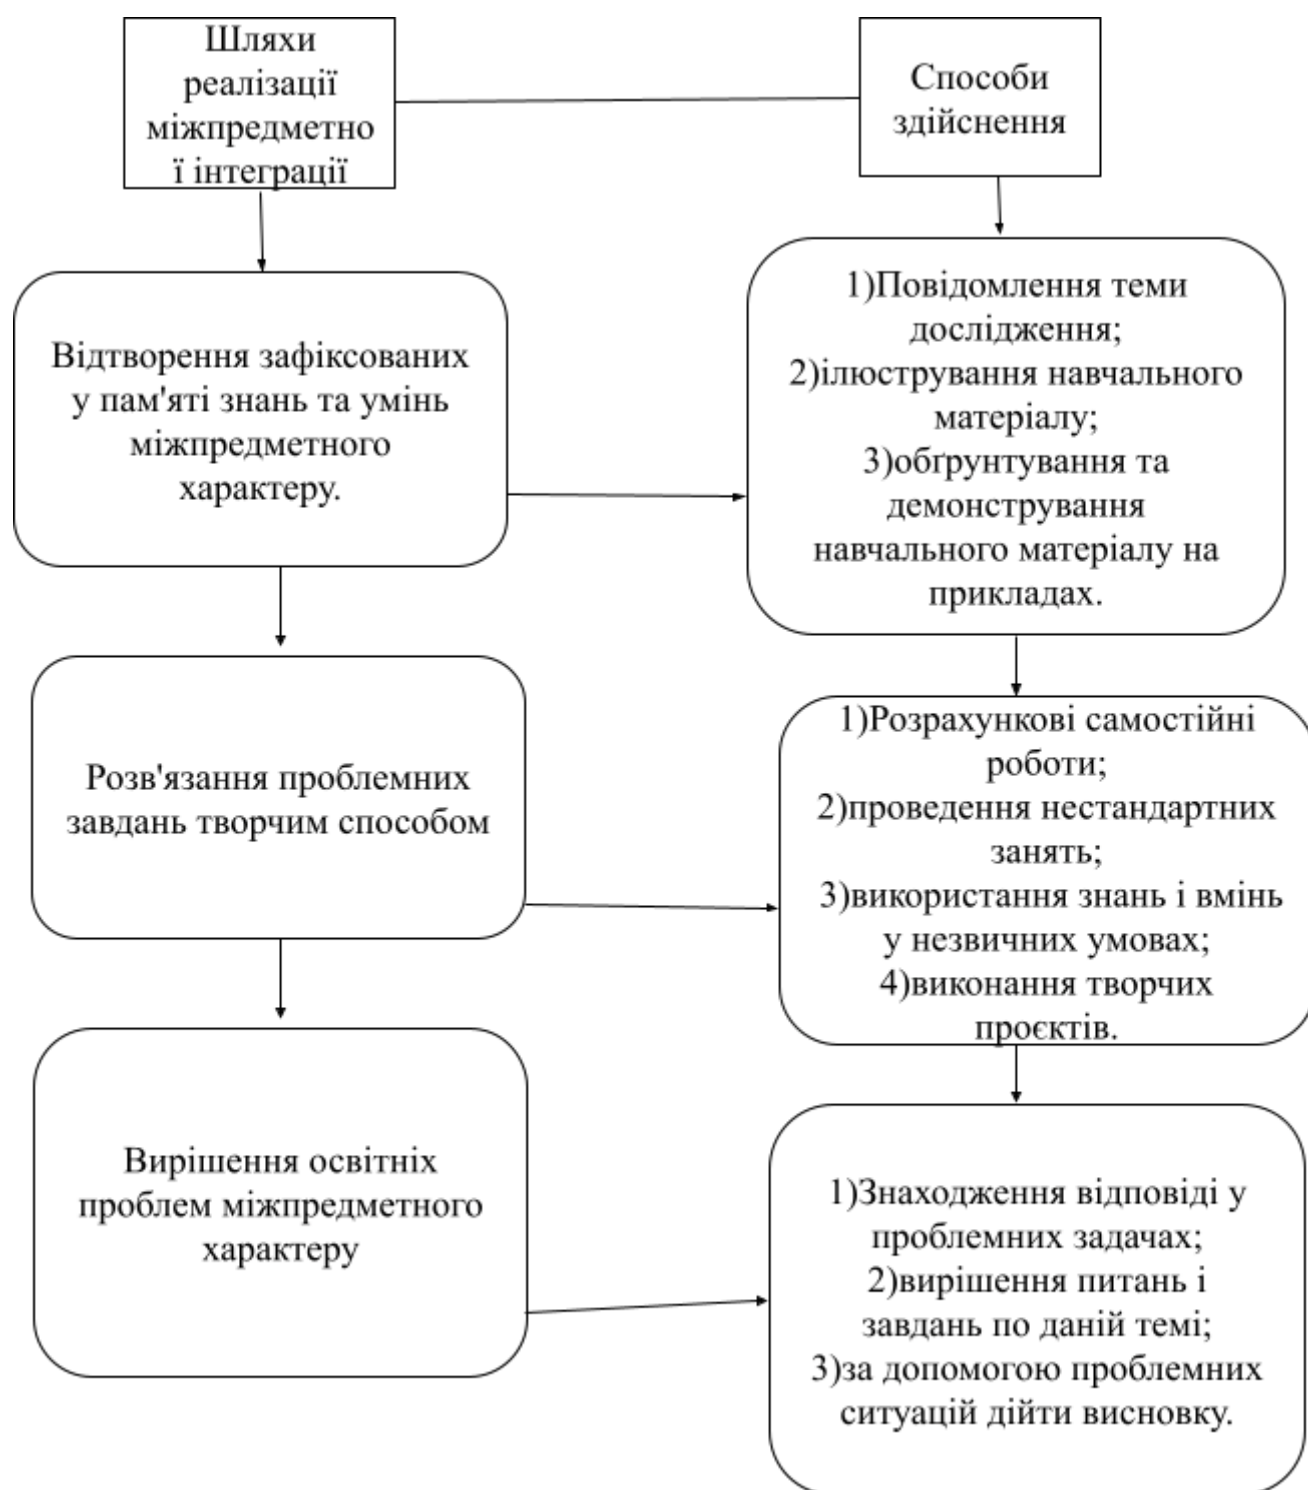 Шляхи
реалізації
міжпредметно
ї інтеграції
Способи
здійснення
Відтворення зафіксованих
у пам'яті знань та умінь
міжпредметного
характеру.
1)Повідомлення теми
дослідження;
2)ілюстрування навчального
матеріалу;
3)обґрунтування та
демонстрування
навчального матеріалу на
прикладах.
Розв'язання проблемних
завдань творчим способом
1)Розрахункові самостійні
роботи;
2)проведення нестандартних
занять;
3)використання знань і вмінь
у незвичних умовах;
4)виконання творчих
проєктів.
Вирішення освітніх
проблем міжпредметного
характеру
1)Знаходження відповіді у
проблемних задачах;
2)вирішення питань і
завдань по даній темі;
3)за допомогою проблемних
ситуацій дійти висновку.